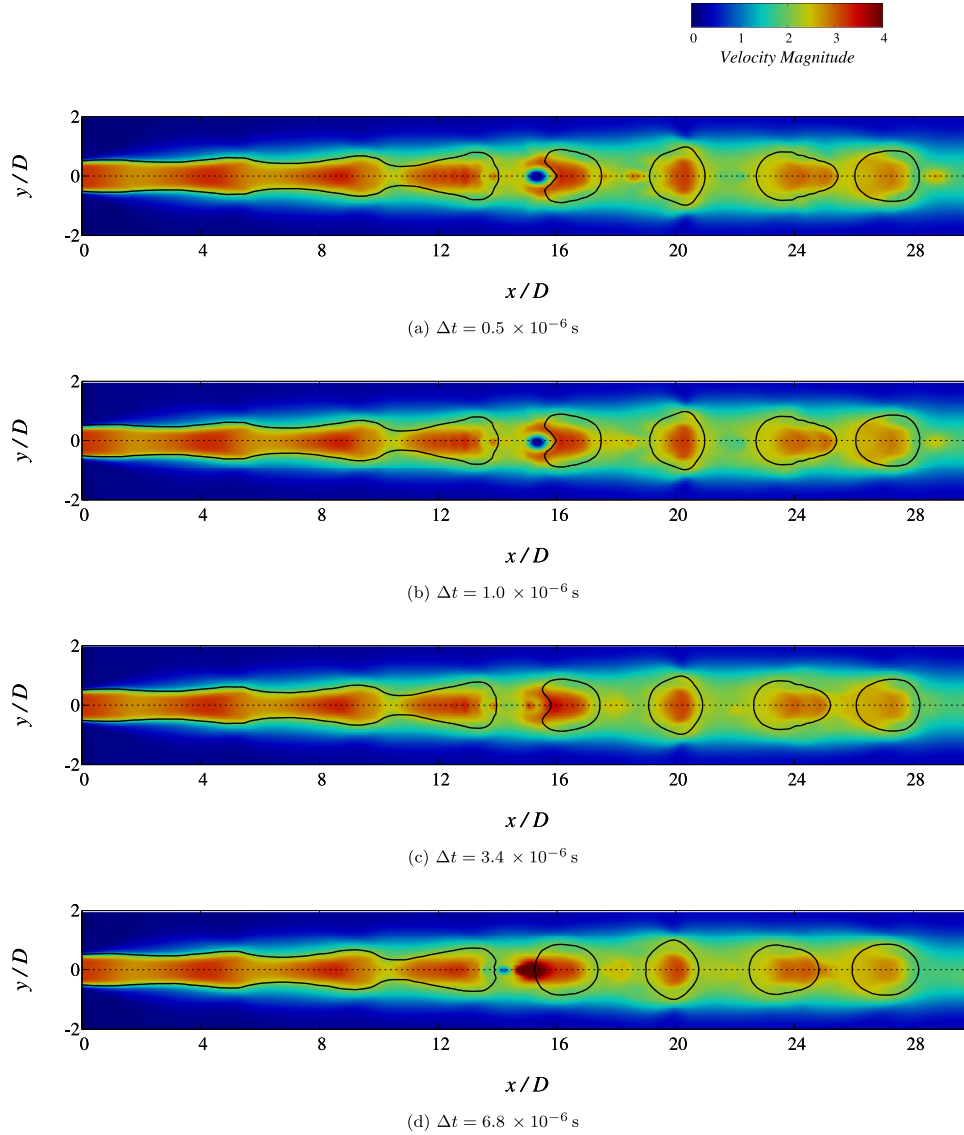 0 1 2 3 4
Velocity Magnitude
2
0
-2
y / D
0 4 8 12 16 20 24 28
x / D
(a) Δt = 0.5 × 10⁻⁶ s
2
0
-2
y / D
0 4 8 12 16 20 24 28
x / D
(b) Δt = 1.0 × 10⁻⁶ s
2
0
-2
y / D
0 4 8 12 16 20 24 28
x / D
(c) Δt = 3.4 × 10⁻⁶ s
2
0
-2
y / D
0 4 8 12 16 20 24 28
x / D
(d) Δt = 6.8 × 10⁻⁶ s